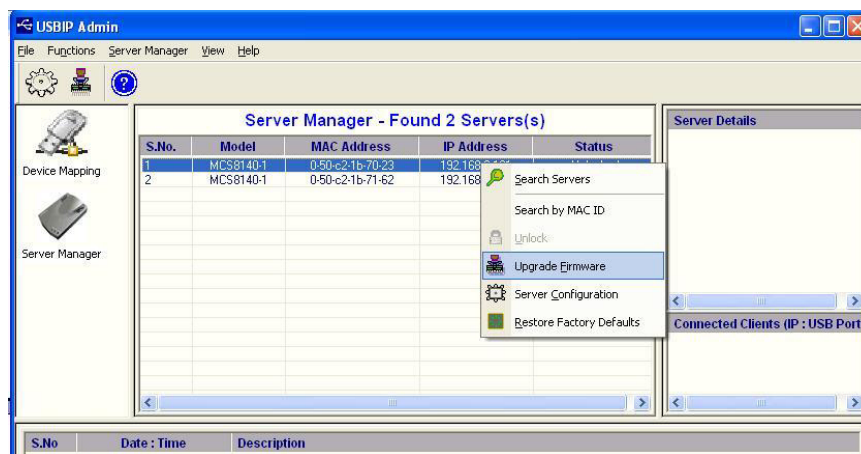 USBIP Admin
File Functions Server Manager View Help
Device Mapping
Server Manager
Server Manager - Found 2 Servers(s)
S.No. Model MAC Address IP Address Status
1 MCS8140-1 0-50-c2-1b-70-23 192.168
2 MCS8140-1 0-50-c2-1b-71-62 192.168
Search Servers
Search by MAC ID
Unlock
Upgrade Firmware
Server Configuration
Restore Factory Defaults
Server Details
Connected Clients (IP : USB Port
S.No Date : Time Description